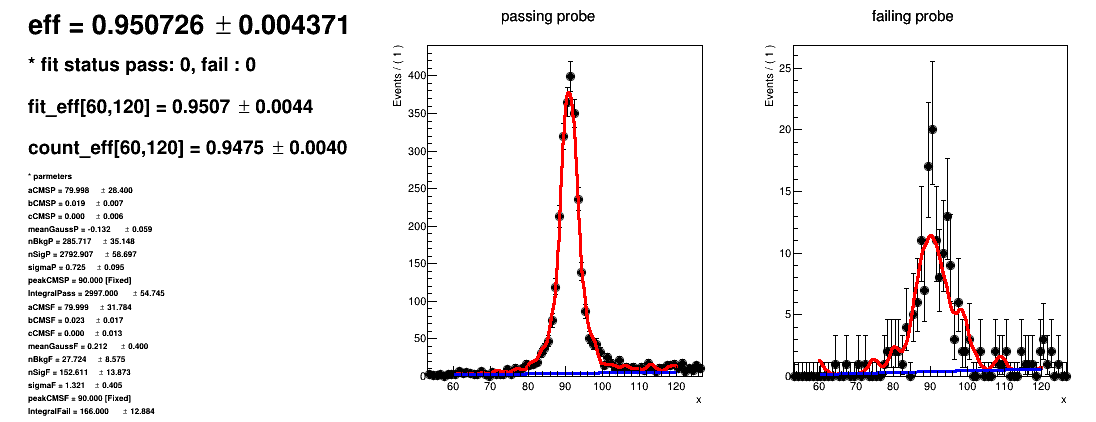 eff = 0.950726 ± 0.004371
* fit status pass: 0, fail : 0
fit_eff[60,120] = 0.9507 ± 0.0044
count_eff[60,120] = 0.9475 ± 0.0040
* parmeters
aCMSP = 79.998 ± 28.400
bCMSP = 0.019 ± 0.007
cCMSP = 0.000 ± 0.006
meanGaussP = -0.132 ± 0.059
nBkgP = 285.717 ± 35.148
nSigP = 2792.907 ± 58.697
sigmaP = 0.725 ± 0.095
peakCMSP = 90.000 [Fixed]
IntegralPass = 2997.000 ± 54.745
aCMSF = 79.999 ± 31.784
bCMSF = 0.023 ± 0.017
cCMSF = 0.000 ± 0.013
meanGaussF = 0.212 ± 0.400
nBkgF = 27.724 ± 8.575
nSigF = 152.611 ± 13.873
sigmaF = 1.321 ± 0.405
peakCMSF = 90.000 [Fixed]
IntegralFail = 166.000 ± 12.884
passing probe
Events / ( 1 )
400
350
300
250
200
150
100
50
0
60 70 80 90 100 110 120
x
failing probe
Events / ( 1 )
25
20
15
10
5
0
60 70 80 90 100 110 120
x